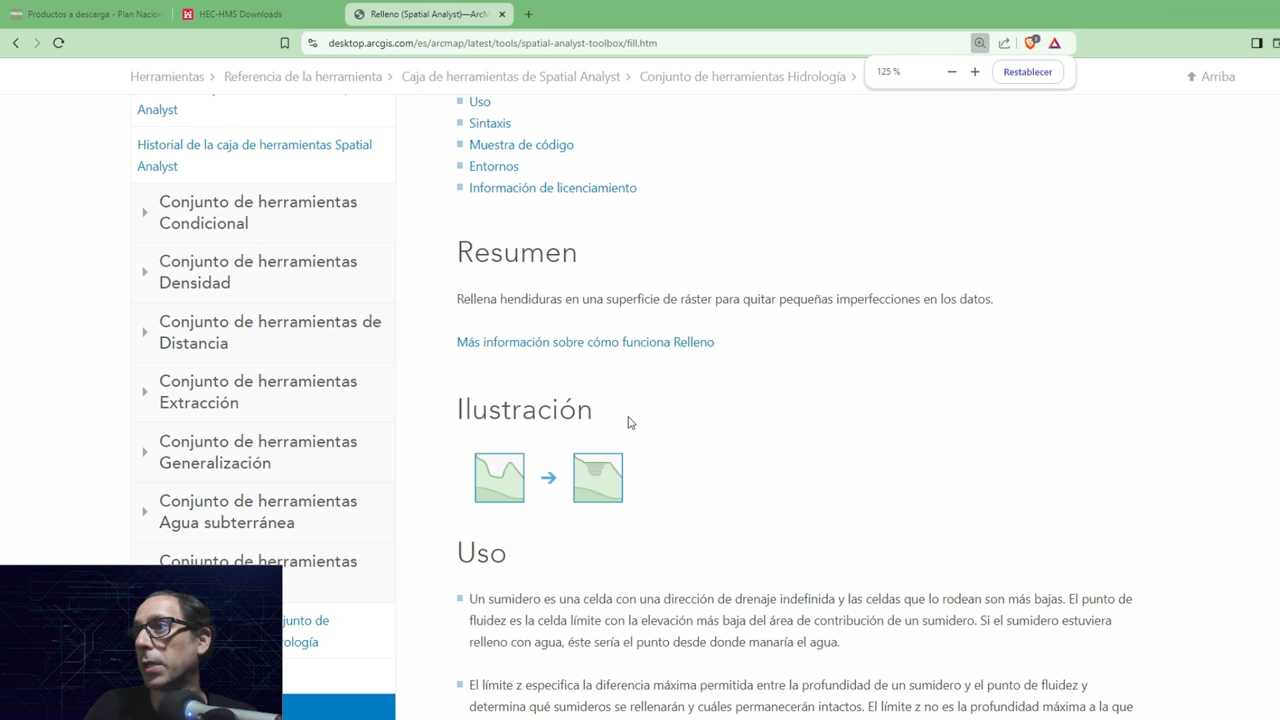 Productos a descarga - Plan Nacion
HEC-HMS Downloads
Relleno (Spatial Analyst)—ArcM
desktop.arcgis.com/es/arcmap/latest/tools/spatial-analyst-toolbox/fill.htm
125 %
Restablecer
Herramientas
Referencia de la herramienta
Caja de herramientas de Spatial Analyst
Conjunto de herramientas Hidrología
Arriba
Analyst
Historial de la caja de herramientas Spatial
Analyst
Conjunto de herramientas
Condicional
Conjunto de herramientas
Densidad
Conjunto de herramientas de
Distancia
Conjunto de herramientas
Extracción
Conjunto de herramientas
Generalización
Conjunto de herramientas
Agua subterránea
Conjunto de herramientas
junto de
ología
Uso
Sintaxis
Muestra de código
Entornos
Información de licenciamiento
Resumen
Rellena hendiduras en una superficie de ráster para quitar pequeñas imperfecciones en los datos.
Más información sobre cómo funciona Relleno
Ilustración
Uso
Un sumidero es una celda con una dirección de drenaje indefinida y las celdas que lo rodean son más bajas. El punto de
fluidez es la celda límite con la elevación más baja del área de contribución de un sumidero. Si el sumidero estuviera
relleno con agua, éste sería el punto desde donde manaría el agua.
El límite z especifica la diferencia máxima permitida entre la profundidad de un sumidero y el punto de fluidez y
determina qué sumideros se rellenarán y cuáles permanecerán intactos. El límite z no es la profundidad máxima a la que